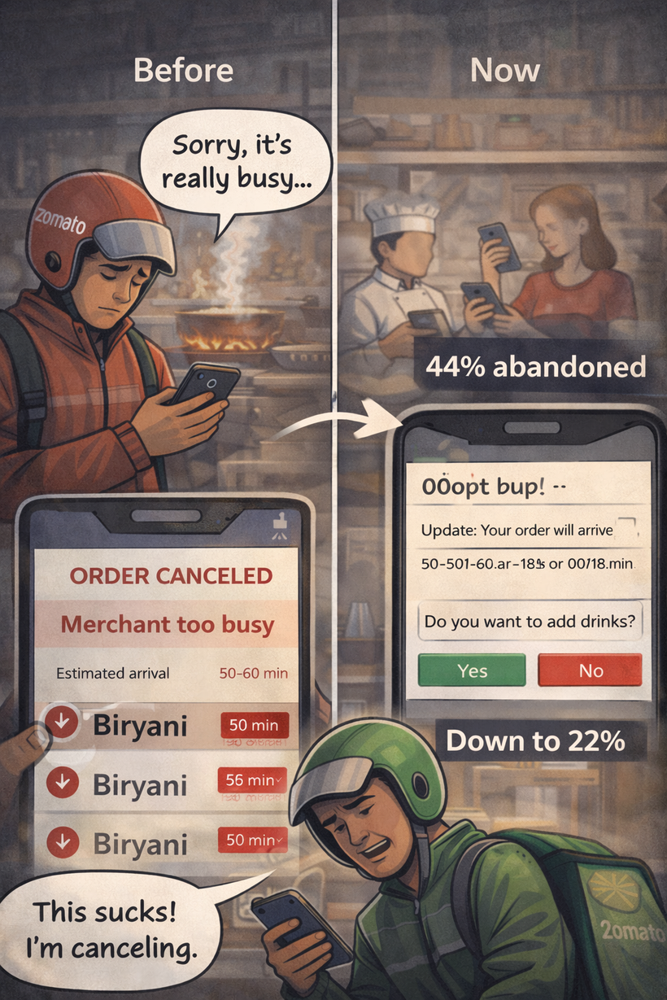 Before
Sorry, it's
really busy...
zomato
ORDER CANCELED
Merchant too busy
Estimated arrival 50-60 min
Biryani 50 min
Biryani 56 min
Biryani 50 min
This sucks!
I'm canceling.
Now
44% abandoned
00opt bup! --
Update: Your order will arrive
50-501-60.ar-18 or 00/18.min
Do you want to add drinks?
Yes No
Down to 22%
2omato